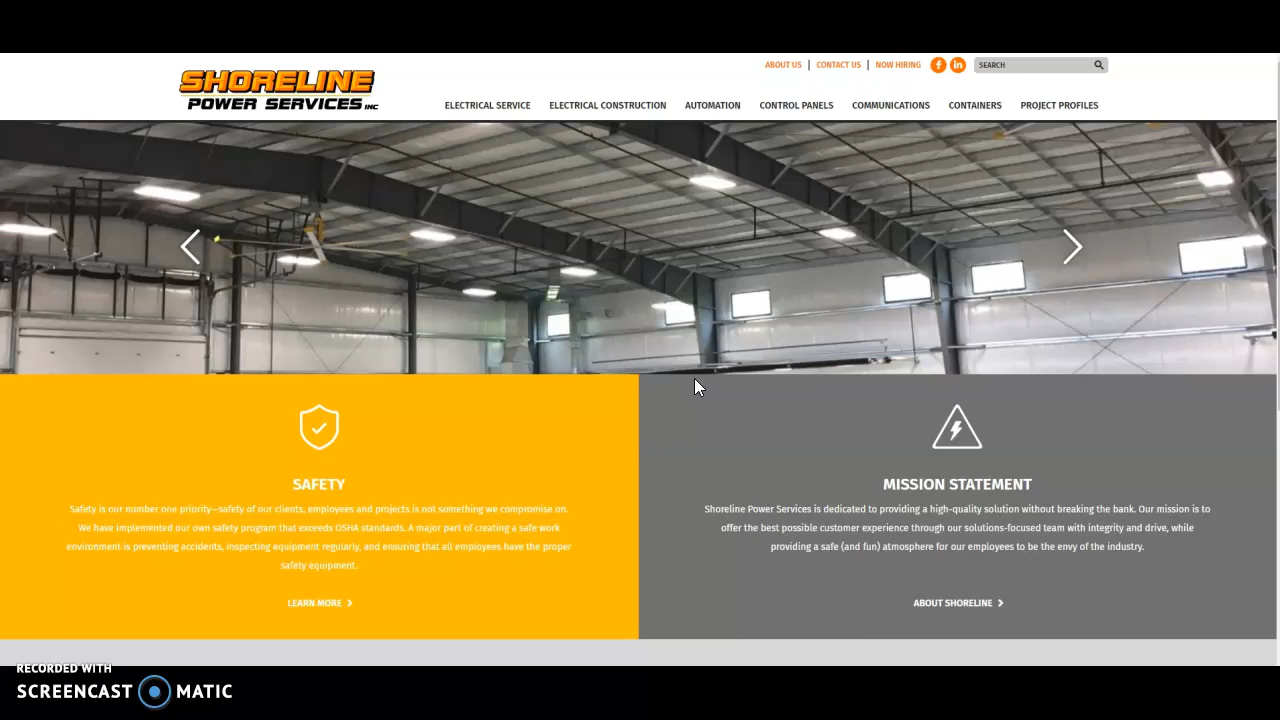 ABOUT US | CONTACT US | NOW HIRING
SEARCH
SHORELINE
POWER SERVICES INC
ELECTRICAL SERVICE ELECTRICAL CONSTRUCTION AUTOMATION CONTROL PANELS COMMUNICATIONS CONTAINERS PROJECT PROFILES
SAFETY
Safety is our number one priority—safety of our clients, employees and projects is not something we compromise on.
We have implemented our own safety program that exceeds OSHA standards. A major part of creating a safe work
environment is preventing accidents, inspecting equipment regularly, and ensuring that all employees have the proper
safety equipment.
LEARN MORE
MISSION STATEMENT
Shoreline Power Services is dedicated to providing a high-quality solution without breaking the bank. Our mission is to
offer the best possible customer experience through our solutions-focused team with integrity and drive, while
providing a safe (and fun) atmosphere for our employees to be the envy of the industry.
ABOUT SHORELINE
RECORDED WITH
SCREENCAST MATIC